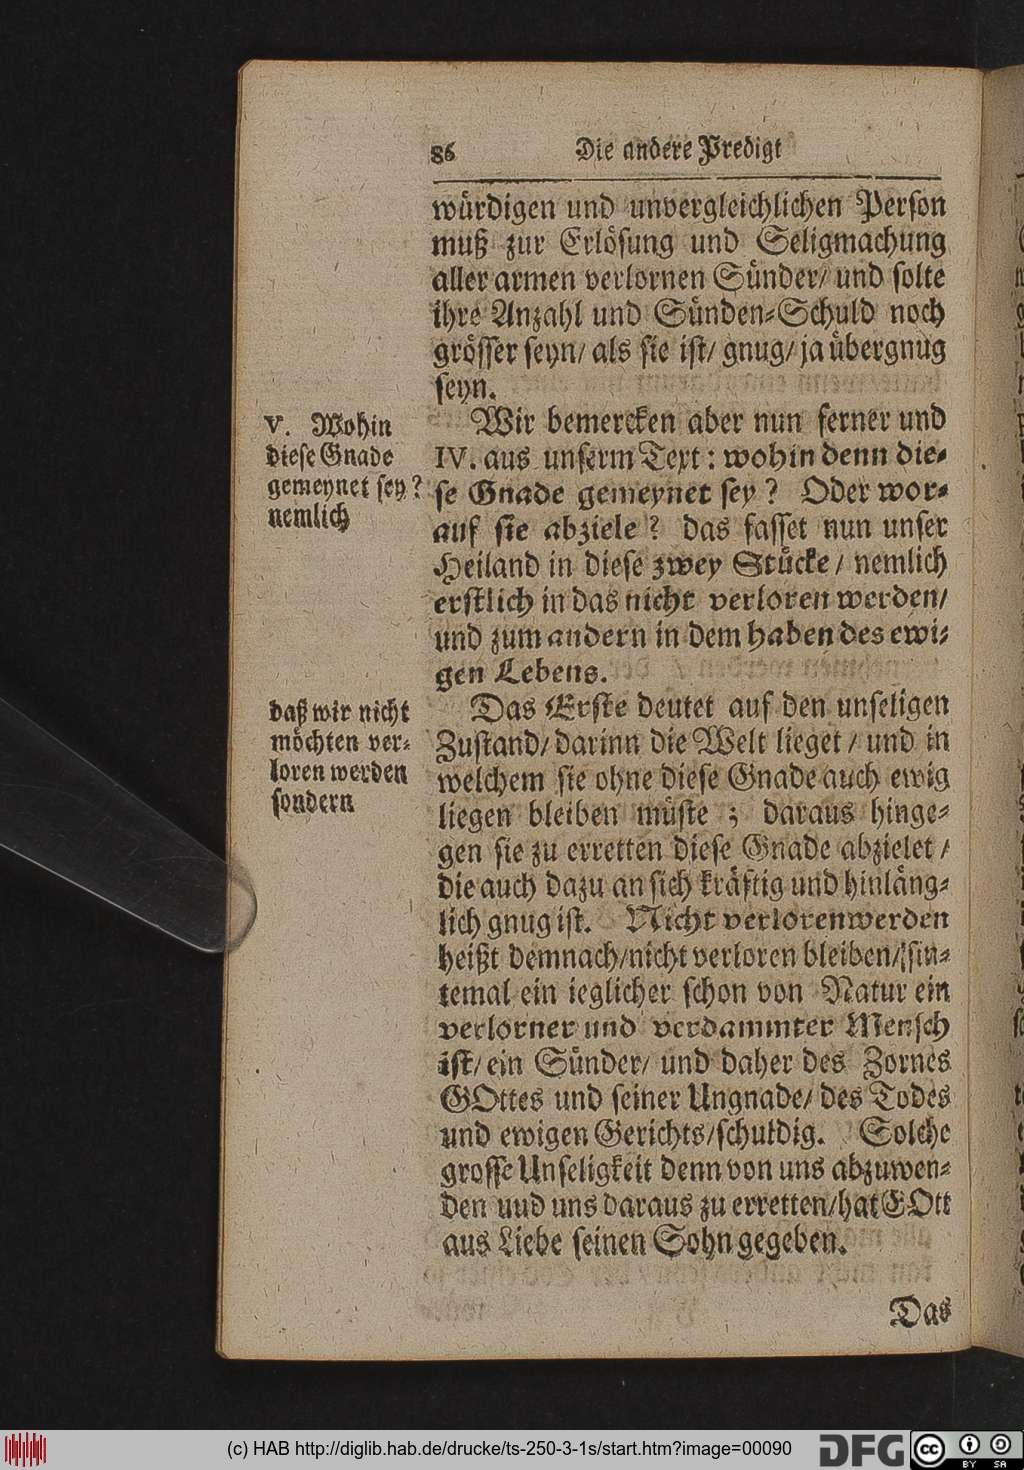 86 Die andere Predigt
würdigen und unvergleichlichen Person
muß zur Erlösung und Seligmachung
aller armen verlornen Sünder/ und solte
ihre Anzahl und Sünden-Schuld noch
grösser seyn/ als sie ist/ gnug/ ja übergnug
seyn.
V. Wohin
diese Gnade
gemeynet sey?
nemlich
Wir bemercken aber nun ferner und
IV. aus unserm Text: wohin denn die-
se Gnade gemeynet sey? Oder wor-
auf sie abziele? das fasset nun unser
Heiland in diese zwey Stücke/ nemlich
erstlich in das nicht verloren werden/
und zum andern in dem haben des ewi-
gen Lebens.
daß wir nicht
möchten ver-
loren werden
sondern
Das Erste deutet auf den unseligen
Zustand/ darinn die Welt lieget/ und in
welchem sie ohne diese Gnade auch ewig
liegen bleiben müste; daraus hinge-
gen sie zu erretten diese Gnade abzielet/
die auch dazu an sich kräftig und hinläng-
lich gnug ist. Nicht verloren werden
heißt demnach/nicht verloren bleiben/sin-
temal ein ieglicher schon von Natur ein
verlorner und verdammter Mensch
ist/ ein Sünder/ und daher des Zornes
GOttes und seiner Ungnade/ des Todes
und ewigen Gerichts/schuldig. Solche
grosse Unseligkeit denn von uns abzuwen-
den uud uns daraus zu erretten/hat GOtt
aus Liebe seinen Sohn gegeben.
Das
(c) HAB http://diglib.hab.de/drucke/ts-250-3-1s/start.htm?image=00090
DFG
cc BY SA